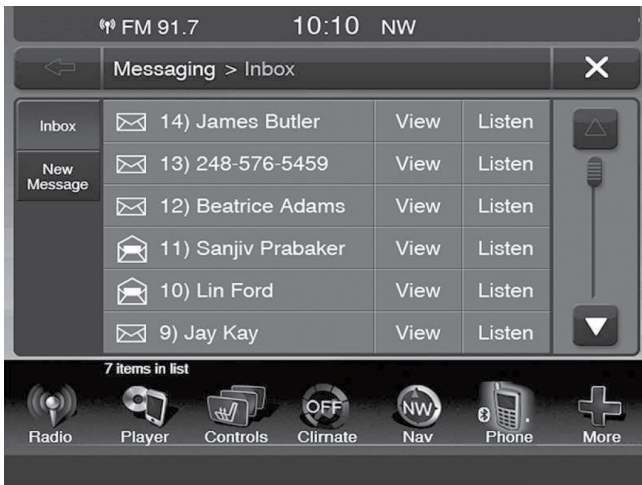 FM 91.7 10:10 NW
Messaging > Inbox
Inbox
New
Message
14) James Butler View Listen
13) 248-576-5459 View Listen
12) Beatrice Adams View Listen
11) Sanjiv Prabaker View Listen
10) Lin Ford View Listen
9) Jay Kay View Listen
7 items in list
OFF NW
Radio Player Controls Climate Nav Phone More